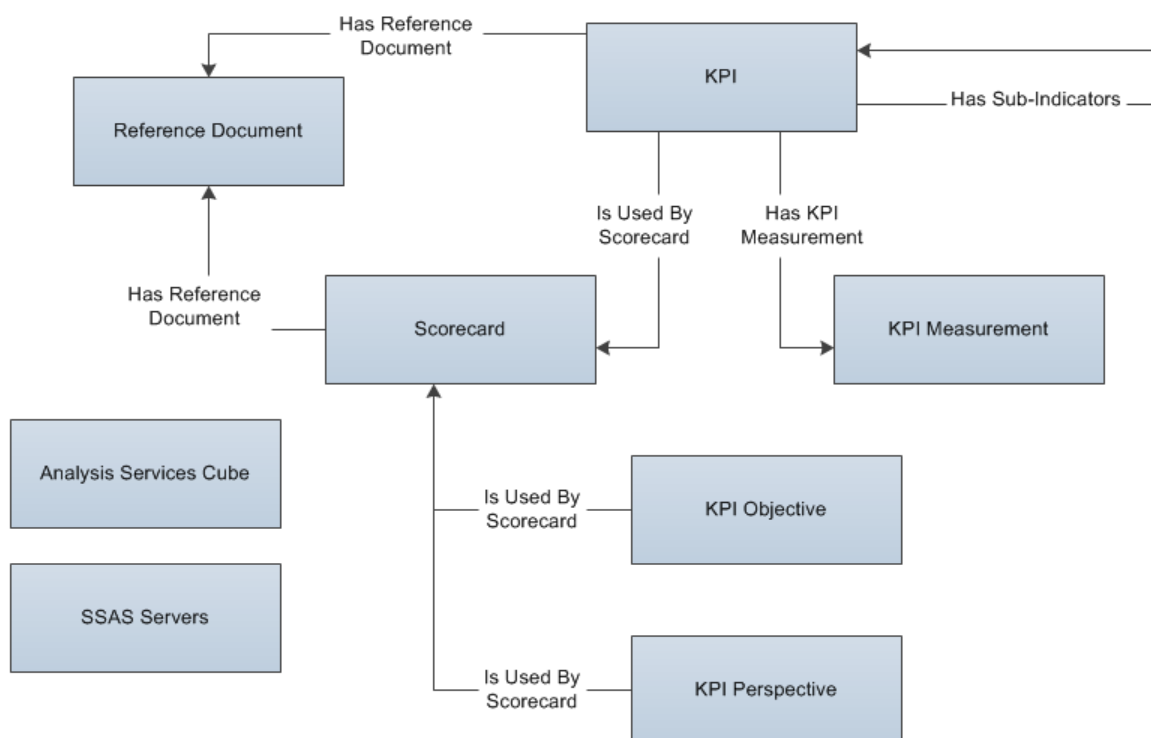 Has Reference
Document
KPI
Has Sub-Indicators
Reference Document
Is Used By
Scorecard
Has KPI
Measurement
Has Reference
Document
Scorecard
KPI Measurement
Analysis Services Cube
Is Used By
Scorecard
KPI Objective
SSAS Servers
Is Used By
Scorecard
KPI Perspective